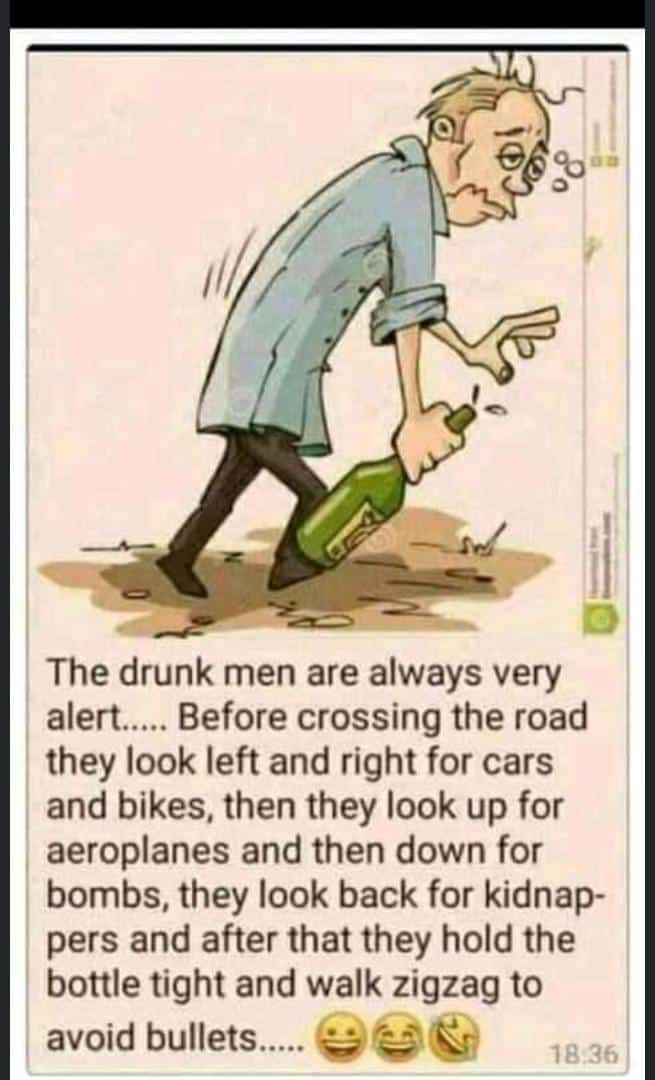 The drunk men are always very
alert..... Before crossing the road
they look left and right for cars
and bikes, then they look up for
aeroplanes and then down for
bombs, they look back for kidnap-
pers and after that they hold the
bottle tight and walk zigzag to
avoid bullets..... 😀😂🤣
18:36